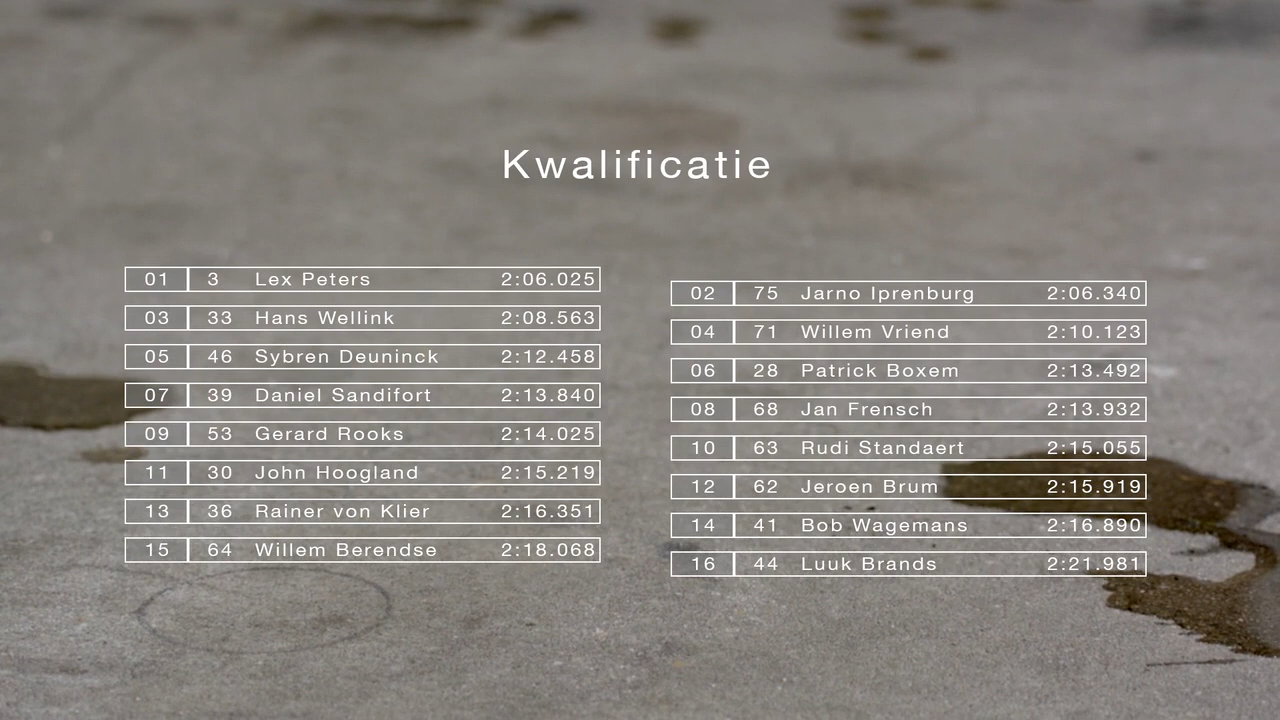 Kwalificatie
01 3 Lex Peters 2:06.025
02 75 Jarno Iprenburg 2:06.340
03 33 Hans Wellink 2:08.563
04 71 Willem Vriend 2:10.123
05 46 Sybren Deuninck 2:12.458
06 28 Patrick Boxem 2:13.492
07 39 Daniel Sandifort 2:13.840
08 68 Jan Frensch 2:13.932
09 53 Gerard Rooks 2:14.025
10 63 Rudi Standaert 2:15.055
11 30 John Hoogland 2:15.219
12 62 Jeroen Brum 2:15.919
13 36 Rainer von Klier 2:16.351
14 41 Bob Wagemans 2:16.890
15 64 Willem Berendse 2:18.068
16 44 Luuk Brands 2:21.981